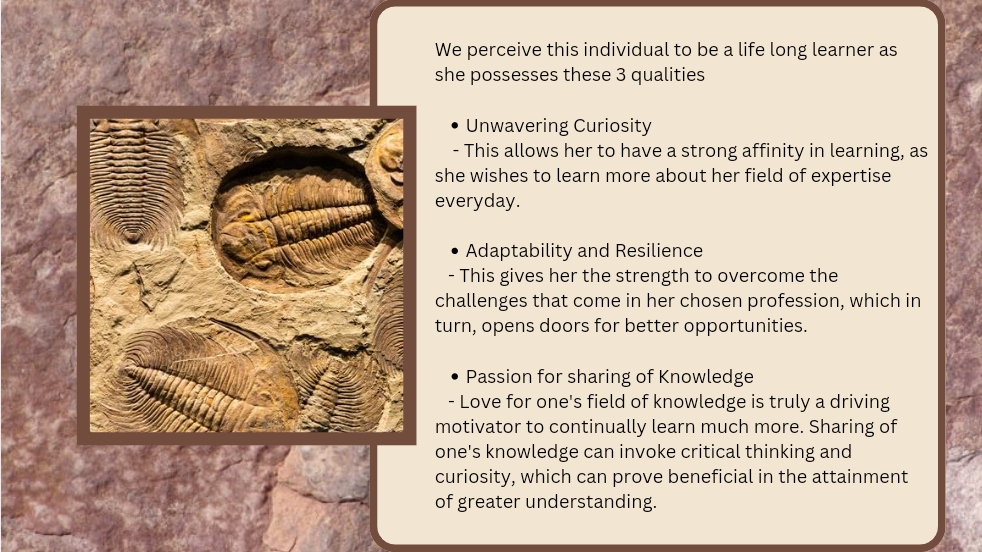 We perceive this individual to be a life long learner as
she possesses these 3 qualities
• Unwavering Curiosity
- This allows her to have a strong affinity in learning, as
she wishes to learn more about her field of expertise
everyday.
• Adaptability and Resilience
- This gives her the strength to overcome the
challenges that come in her chosen profession, which in
turn, opens doors for better opportunities.
• Passion for sharing of Knowledge
- Love for one's field of knowledge is truly a driving
motivator to continually learn much more. Sharing of
one's knowledge can invoke critical thinking and
curiosity, which can prove beneficial in the attainment
of greater understanding.